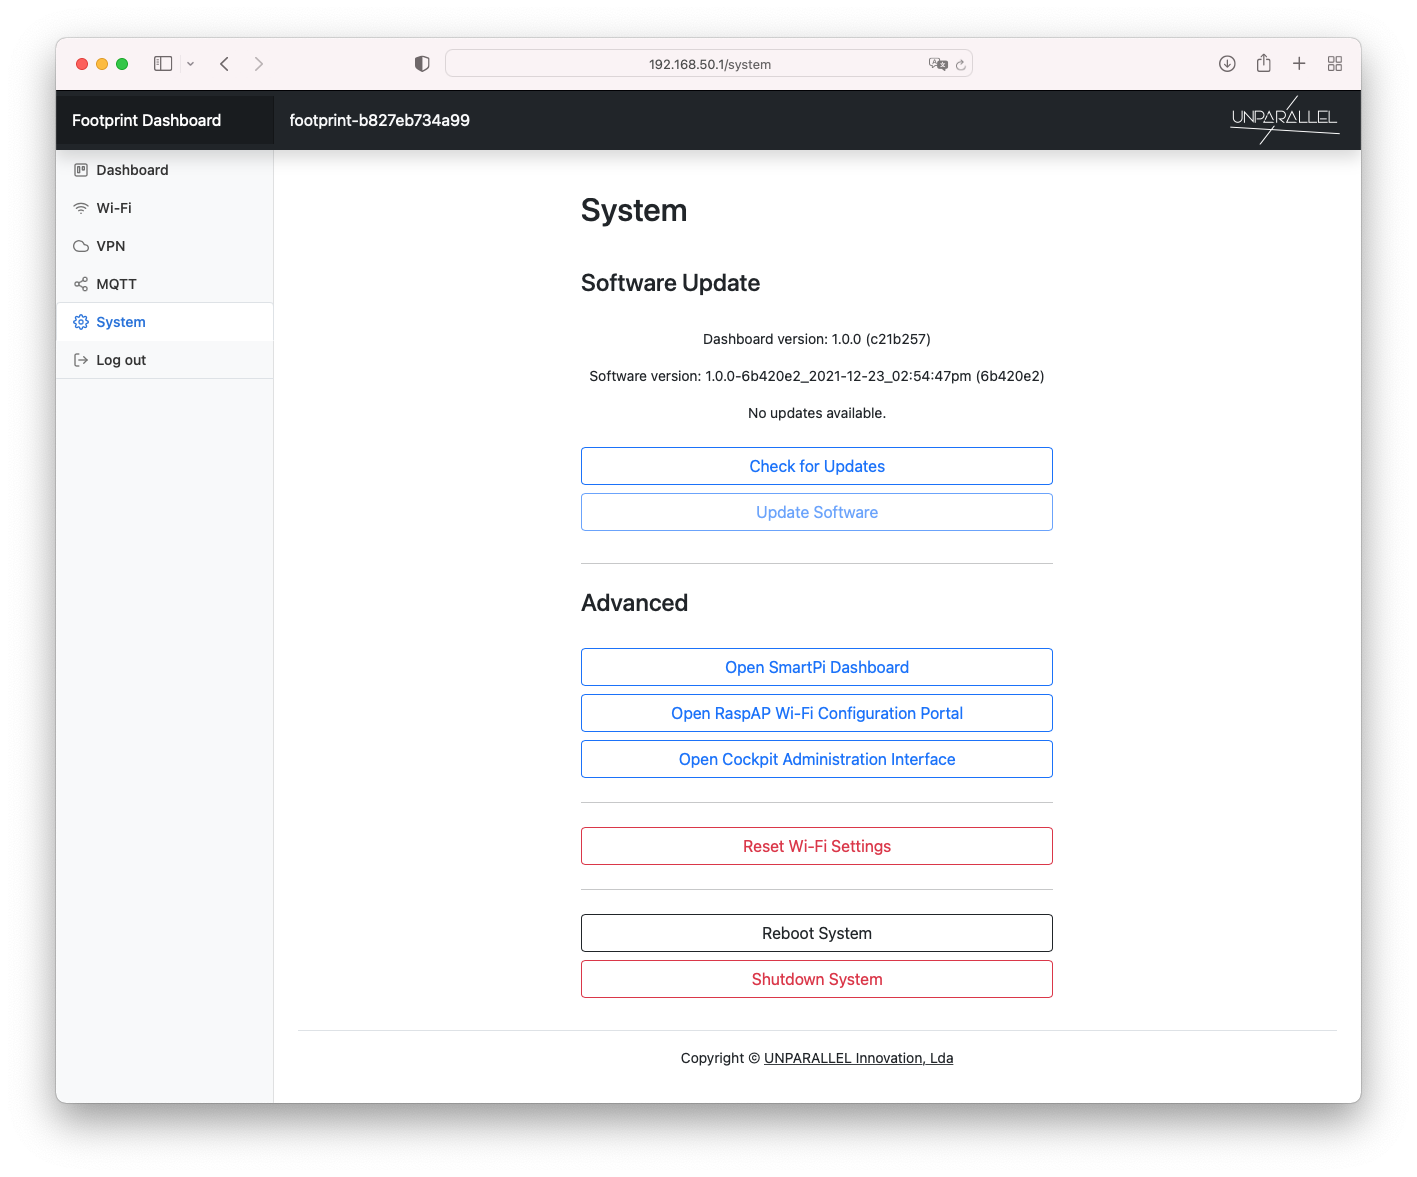 192.168.50.1/system
Footprint Dashboard
footprint-b827eb734a99
UNPARALLEL
Dashboard
Wi-Fi
VPN
MQTT
System
Log out
System
Software Update
Dashboard version: 1.0.0 (c21b257)
Software version: 1.0.0-6b420e2_2021-12-23_02:54:47pm (6b420e2)
No updates available.
Check for Updates
Update Software
Advanced
Open SmartPi Dashboard
Open RaspAP Wi-Fi Configuration Portal
Open Cockpit Administration Interface
Reset Wi-Fi Settings
Reboot System
Shutdown System
Copyright © UNPARALLEL Innovation, Lda